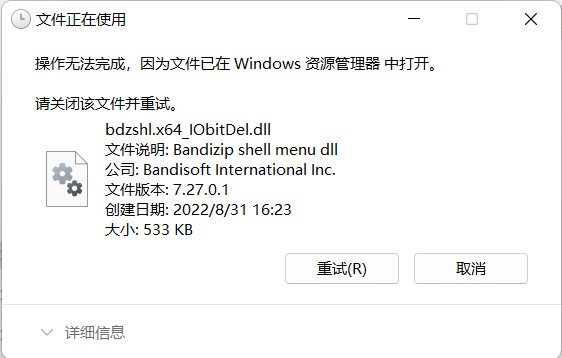 文件正在使用
操作无法完成，因为文件已在 Windows 资源管理器 中打开。
请关闭该文件并重试。
bdzshl.x64_IObitDel.dll
文件说明: Bandizip shell menu dll
公司: Bandisoft International Inc.
文件版本: 7.27.0.1
创建日期: 2022/8/31 16:23
大小: 533 KB
重试(R) 取消
详细信息